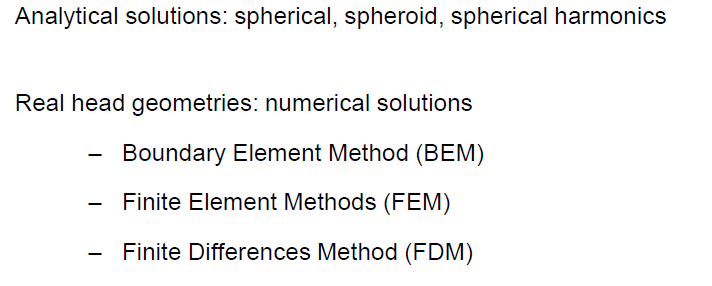 Analytical solutions: spherical, spheroid, spherical harmonics
Real head geometries: numerical solutions
– Boundary Element Method (BEM)
– Finite Element Methods (FEM)
– Finite Differences Method (FDM)